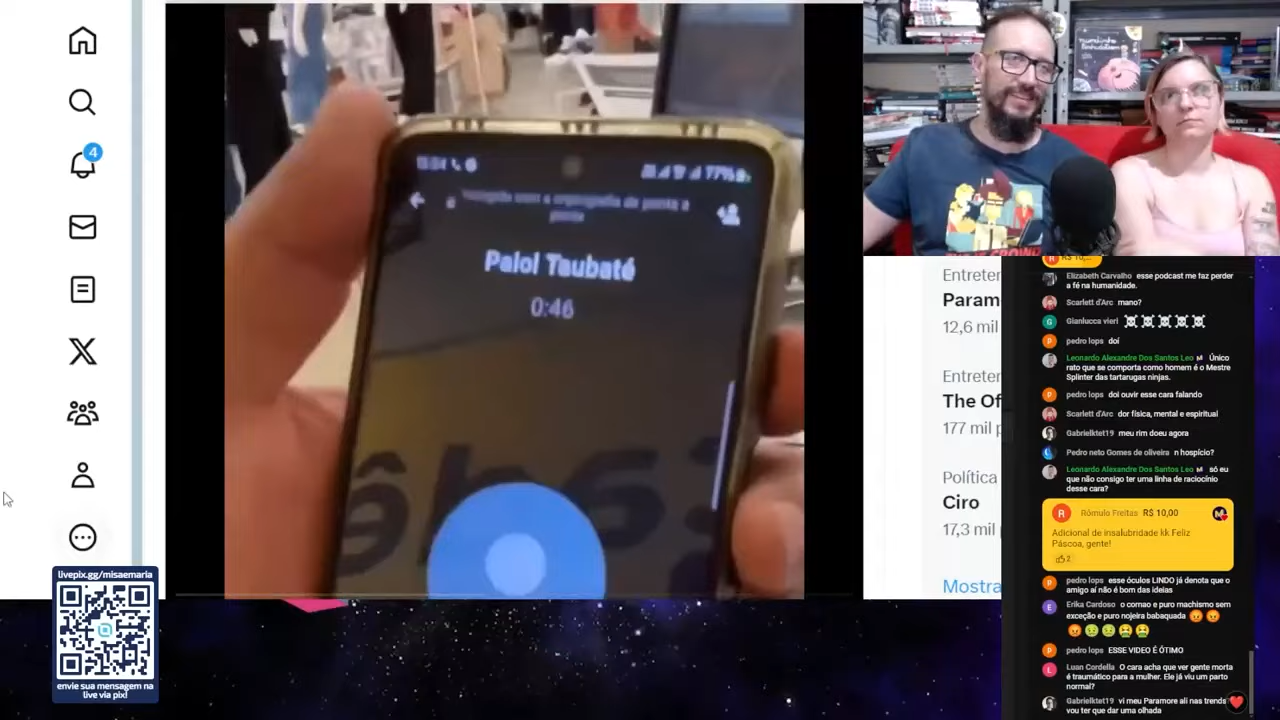 4
77%
Palol Taubaté
0:46
Entreter
Param
12,6 mil
Entreter
The Of
177 mil p
Política
Ciro
17,3 mil p
Mostra
livepix.gg/misaemaria
envie sua mensagem na
live via pix!
R$ 10,...
Elizabeth Carvalho esse podcast me faz perder
a fé na humanidade.
Scarlett d'Arc mano?
Gianlucca vieri ☠☠☠☠☠
pedro lops doí
Leonardo Alexandre Dos Santos Leo Único
rato que se comporta como homem é o Mestre
Splinter das tartarugas ninjas.
pedro lops doi ouvir esse cara falando
Scarlett d'Arc dor física, mental e espiritual
Gabrielktet19 meu rim doeu agora
Pedro neto Gomes de oliveira n hospício?
Leonardo Alexandre Dos Santos Leo só eu
que não consigo ter uma linha de raciocínio
desse cara?
R Rômulo Freitas R$ 10,00
Adicional de insalubridade kk Feliz
Páscoa, gente!
2
pedro lops esse óculos LINDO já denota que o
amigo aí não é bom das ideias
Erika Cardoso o cornao e puro machismo sem
exceção e puro nojeira babaquada
pedro lops ESSE VIDEO É ÓTIMO
Luan Cordella O cara acha que ver gente morta
é traumático para a mulher. Ele já viu um parto
normal?
Gabrielktet19 vi meu Paramore ali nas trends
vou ter que dar uma olhada